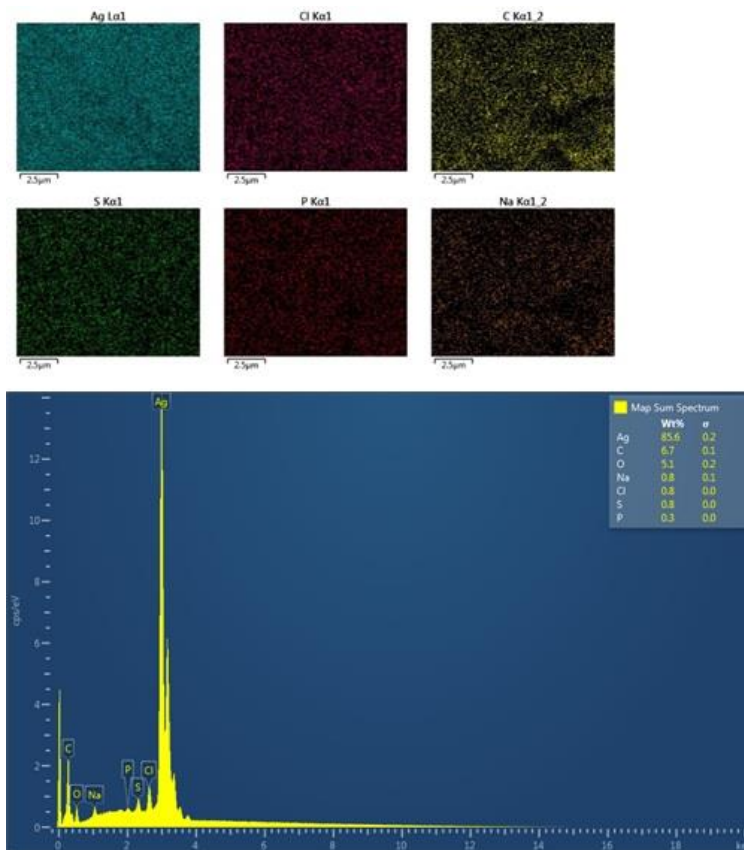 Ag Lα1 Cl Kα1 C Kα1_2
2.5µm 2.5µm 2.5µm
S Kα1 P Kα1 Na Kα1_2
2.5µm 2.5µm 2.5µm
Ag
Map Sum Spectrum
Wt% σ
Ag 85.6 0.2
C 6.7 0.1
O 5.1 0.2
Na 0.8 0.1
Cl 0.8 0.0
S 0.8 0.0
P 0.3 0.0
12
10
8
cps/eV
6
4
2
C
O
Na
P
S
Cl
0
0 2 4 6 8 10 12 14 16 18